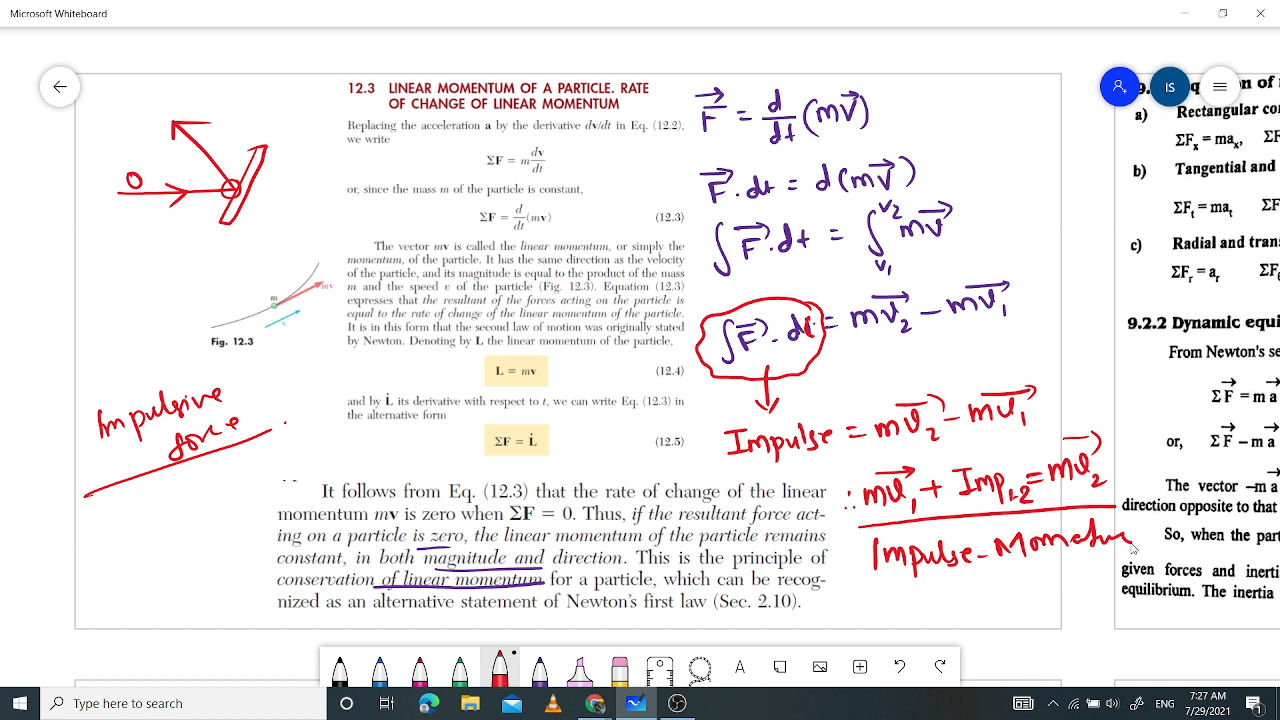 Microsoft Whiteboard
IS
12.3 LINEAR MOMENTUM OF A PARTICLE. RATE
OF CHANGE OF LINEAR MOMENTUM
Replacing the acceleration a by the derivative dv/dt in Eq. (12.2),
we write
ΣF = m dv/dt
or, since the mass m of the particle is constant,
ΣF = d/dt (mv) (12.3)
The vector mv is called the linear momentum, or simply the
momentum, of the particle. It has the same direction as the velocity
of the particle, and its magnitude is equal to the product of the mass
m and the speed v of the particle (Fig. 12.3). Equation (12.3)
expresses that the resultant of the forces acting on the particle is
equal to the rate of change of the linear momentum of the particle.
It is in this form that the second law of motion was originally stated
by Newton. Denoting by L the linear momentum of the particle,
L = mv (12.4)
and by L̇ its derivative with respect to t, we can write Eq. (12.3) in
the alternative form
ΣF = L̇ (12.5)
m
mv
v
Fig. 12.3
Impulsive
force
It follows from Eq. (12.3) that the rate of change of the linear
momentum mv is zero when ΣF = 0. Thus, if the resultant force act-
ing on a particle is zero, the linear momentum of the particle remains
constant, in both magnitude and direction. This is the principle of
conservation of linear momentum for a particle, which can be recog-
nized as an alternative statement of Newton's first law (Sec. 2.10).
F⃗ = d/dt (mv⃗)
F⃗ . dt = d(mv⃗)
∫ F⃗ . dt = ∫_{v₁}^{v₂} mv⃗
∫ F⃗ . dt = mv⃗₂ − mv⃗₁
Impulse = mv⃗₂ − mv⃗₁
∴ mv⃗₁ + Imp₁₋₂ = mv⃗₂
Impulse-Momentum
9.
on of
a) Rectangular co
ΣFₓ = maₓ, ΣF
b) Tangential and
ΣFₜ = maₜ ΣF
c) Radial and tran
ΣFᵣ = aᵣ ΣF
9.2.2 Dynamic equi
From Newton's se
ΣF⃗ = m a⃗
or, ΣF⃗ – m a
The vector –m a
direction opposite to that
So, when the part
given forces and inerti
equilibrium. The inertia
Type here to search
ENG
7:27 AM
7/29/2021